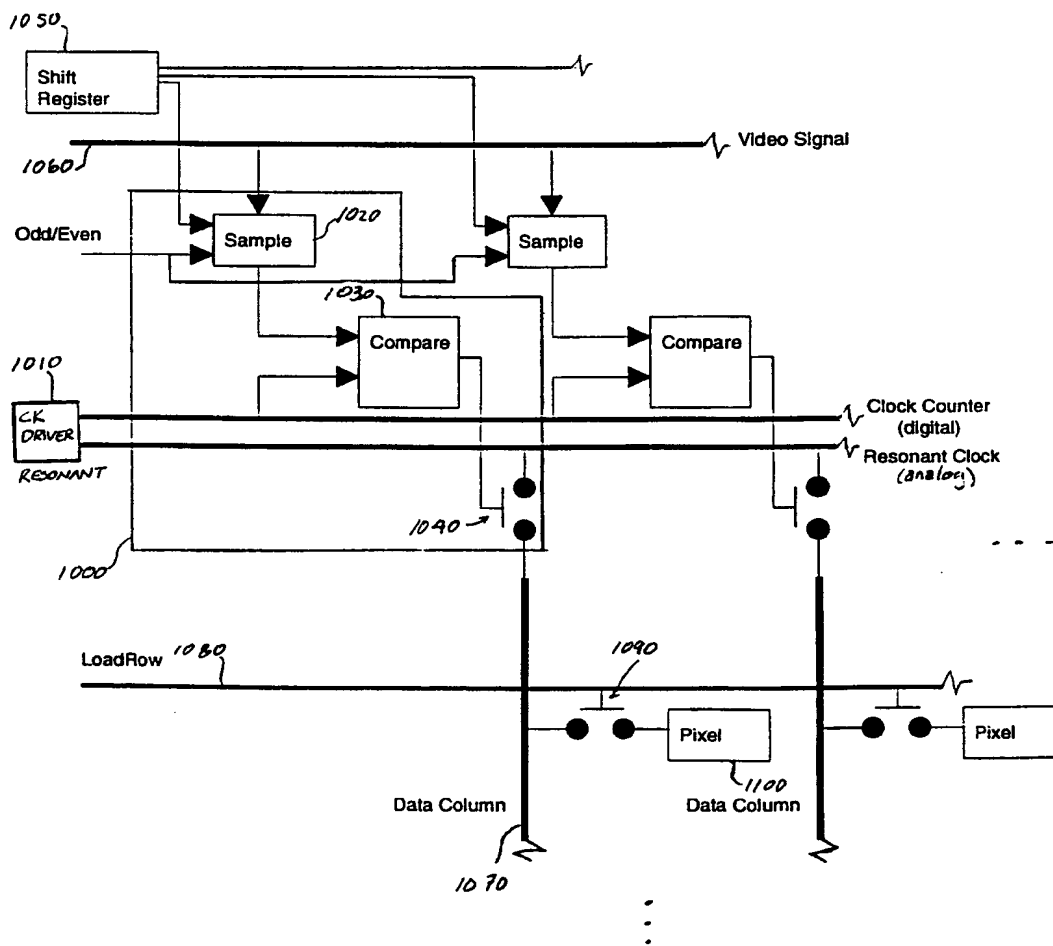 1050
Shift
Register
Video Signal
1060
1020
Odd/Even
Sample
Sample
1030
Compare
Compare
1010
CK
DRIVER
RESONANT
Clock Counter
(digital)
Resonant Clock
(analog)
1040
1000
LoadRow
1080
1090
Pixel
Pixel
1100
Data Column
Data Column
1070